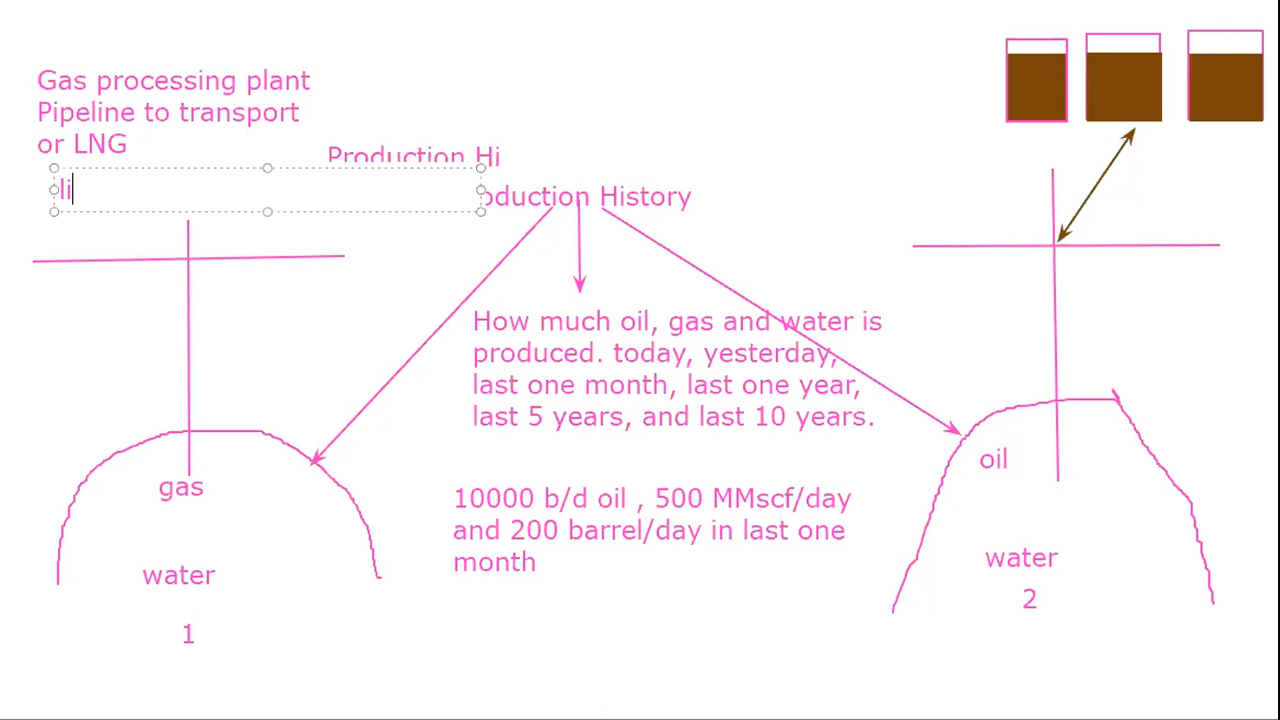 Gas processing plant
Pipeline to transport
or LNG
Production Hi
li
oduction History
How much oil, gas and water is
produced. today, yesterday,
last one month, last one year,
last 5 years, and last 10 years.
10000 b/d oil , 500 MMscf/day
and 200 barrel/day in last one
month
gas
water
1
oil
water
2